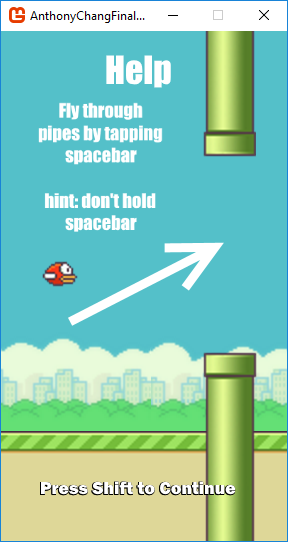 AnthonyChangFinal...
Help
Fly through
pipes by tapping
spacebar
hint: don't hold
spacebar
Press Shift to Continue